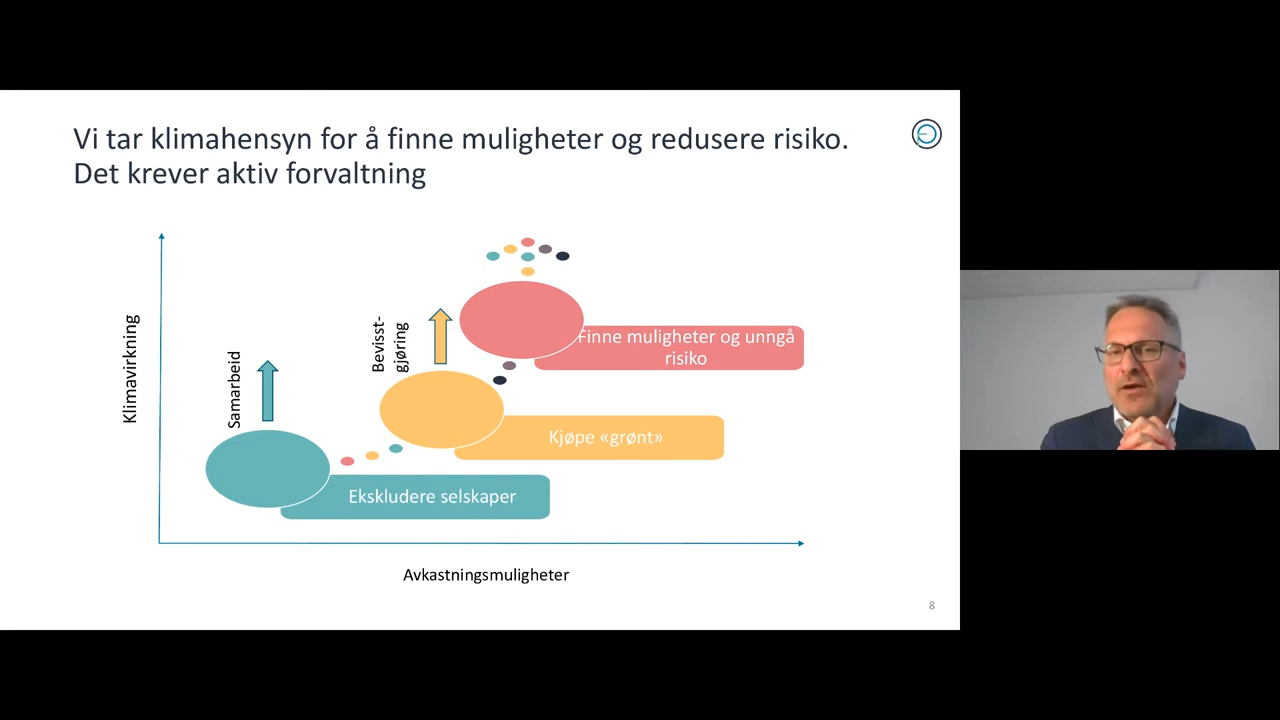 Vi tar klimahensyn for å finne muligheter og redusere risiko.
Det krever aktiv forvaltning
Klimavirkning
Samarbeid
Bevisst-
gjøring
Finne muligheter og unngå
risiko
Kjøpe «grønt»
Ekskludere selskaper
Avkastningsmuligheter
8